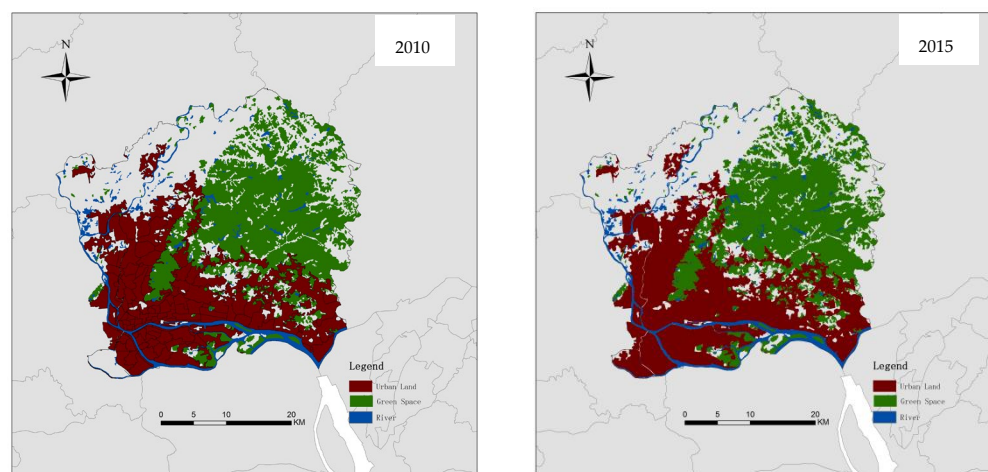 N
2010
Legend
Urban Land
Green Space
River
0 5 10 20
KM
N
2015
Legend
Urban Land
Green Space
River
0 5 10 20
KM